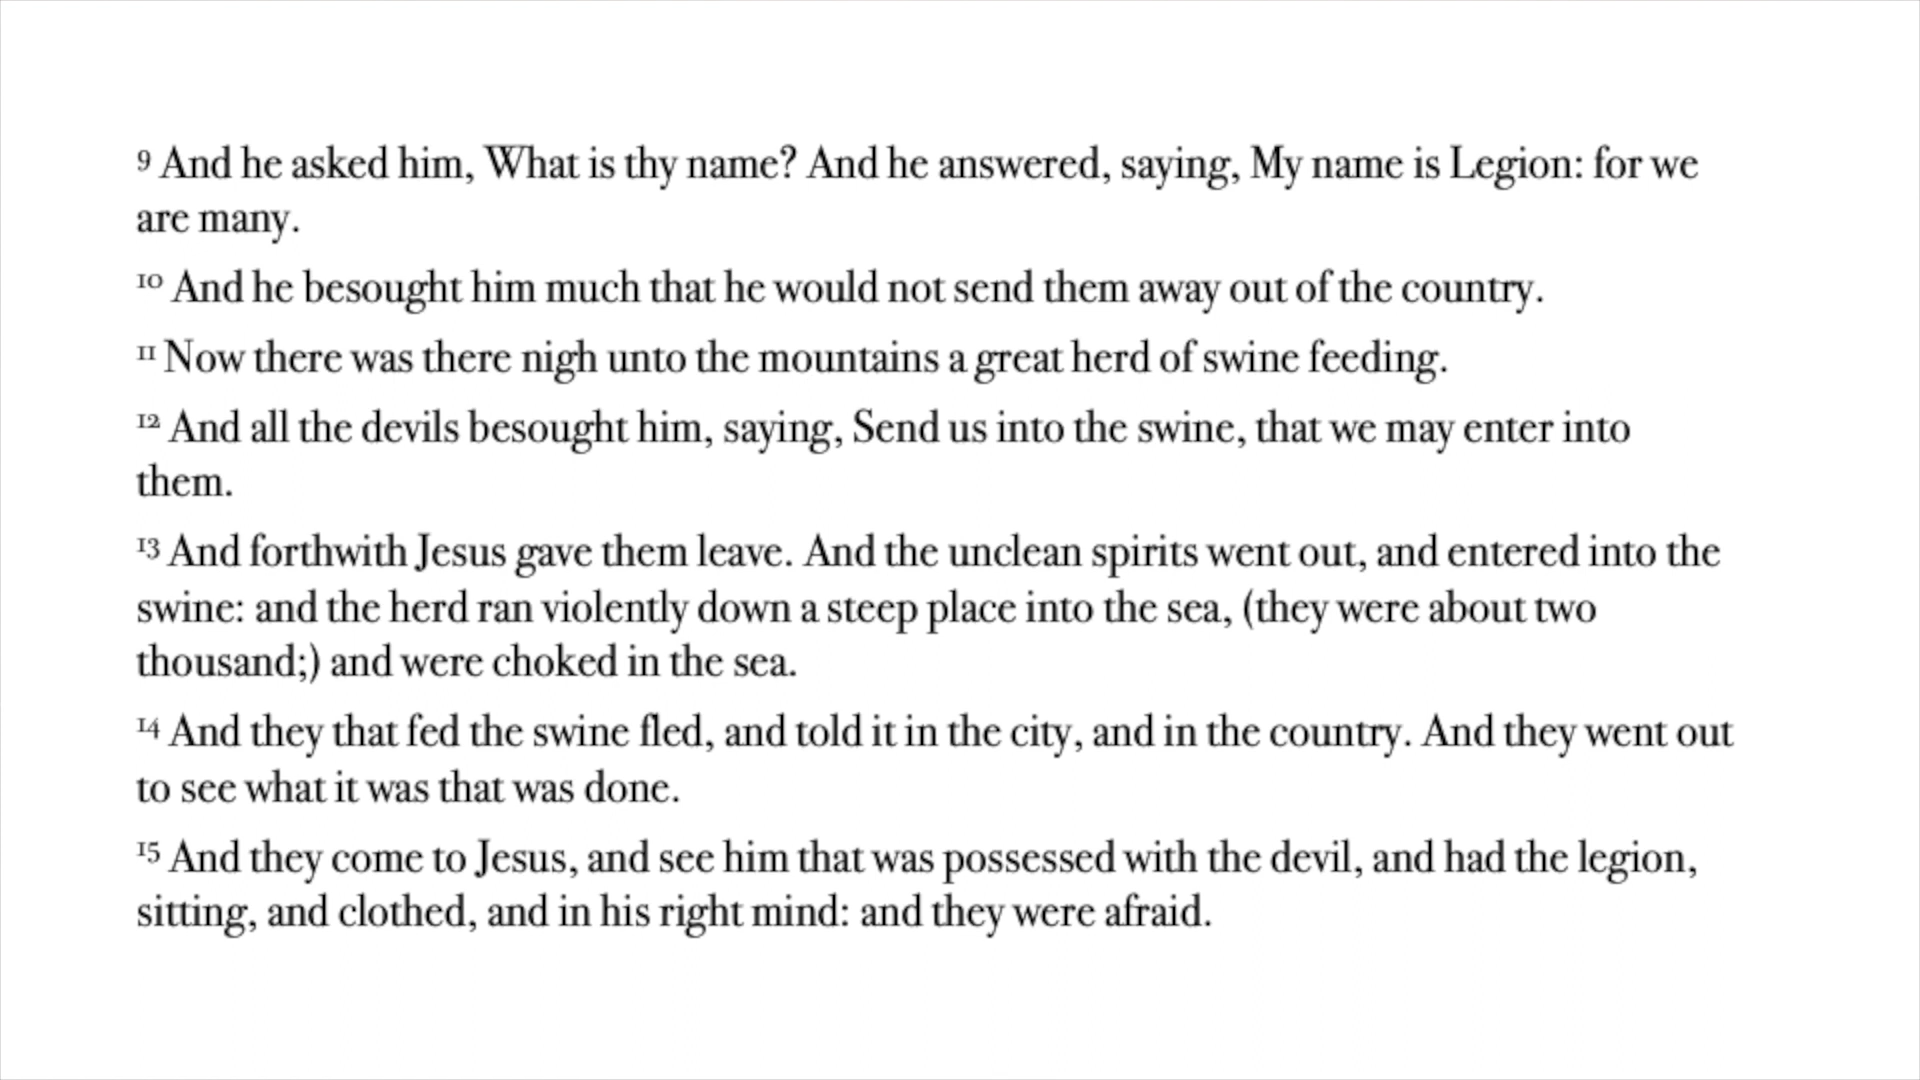 9 And he asked him, What is thy name? And he answered, saying, My name is Legion: for we
are many.
10 And he besought him much that he would not send them away out of the country.
11 Now there was there nigh unto the mountains a great herd of swine feeding.
12 And all the devils besought him, saying, Send us into the swine, that we may enter into
them.
13 And forthwith Jesus gave them leave. And the unclean spirits went out, and entered into the
swine: and the herd ran violently down a steep place into the sea, (they were about two
thousand;) and were choked in the sea.
14 And they that fed the swine fled, and told it in the city, and in the country. And they went out
to see what it was that was done.
15 And they come to Jesus, and see him that was possessed with the devil, and had the legion,
sitting, and clothed, and in his right mind: and they were afraid.